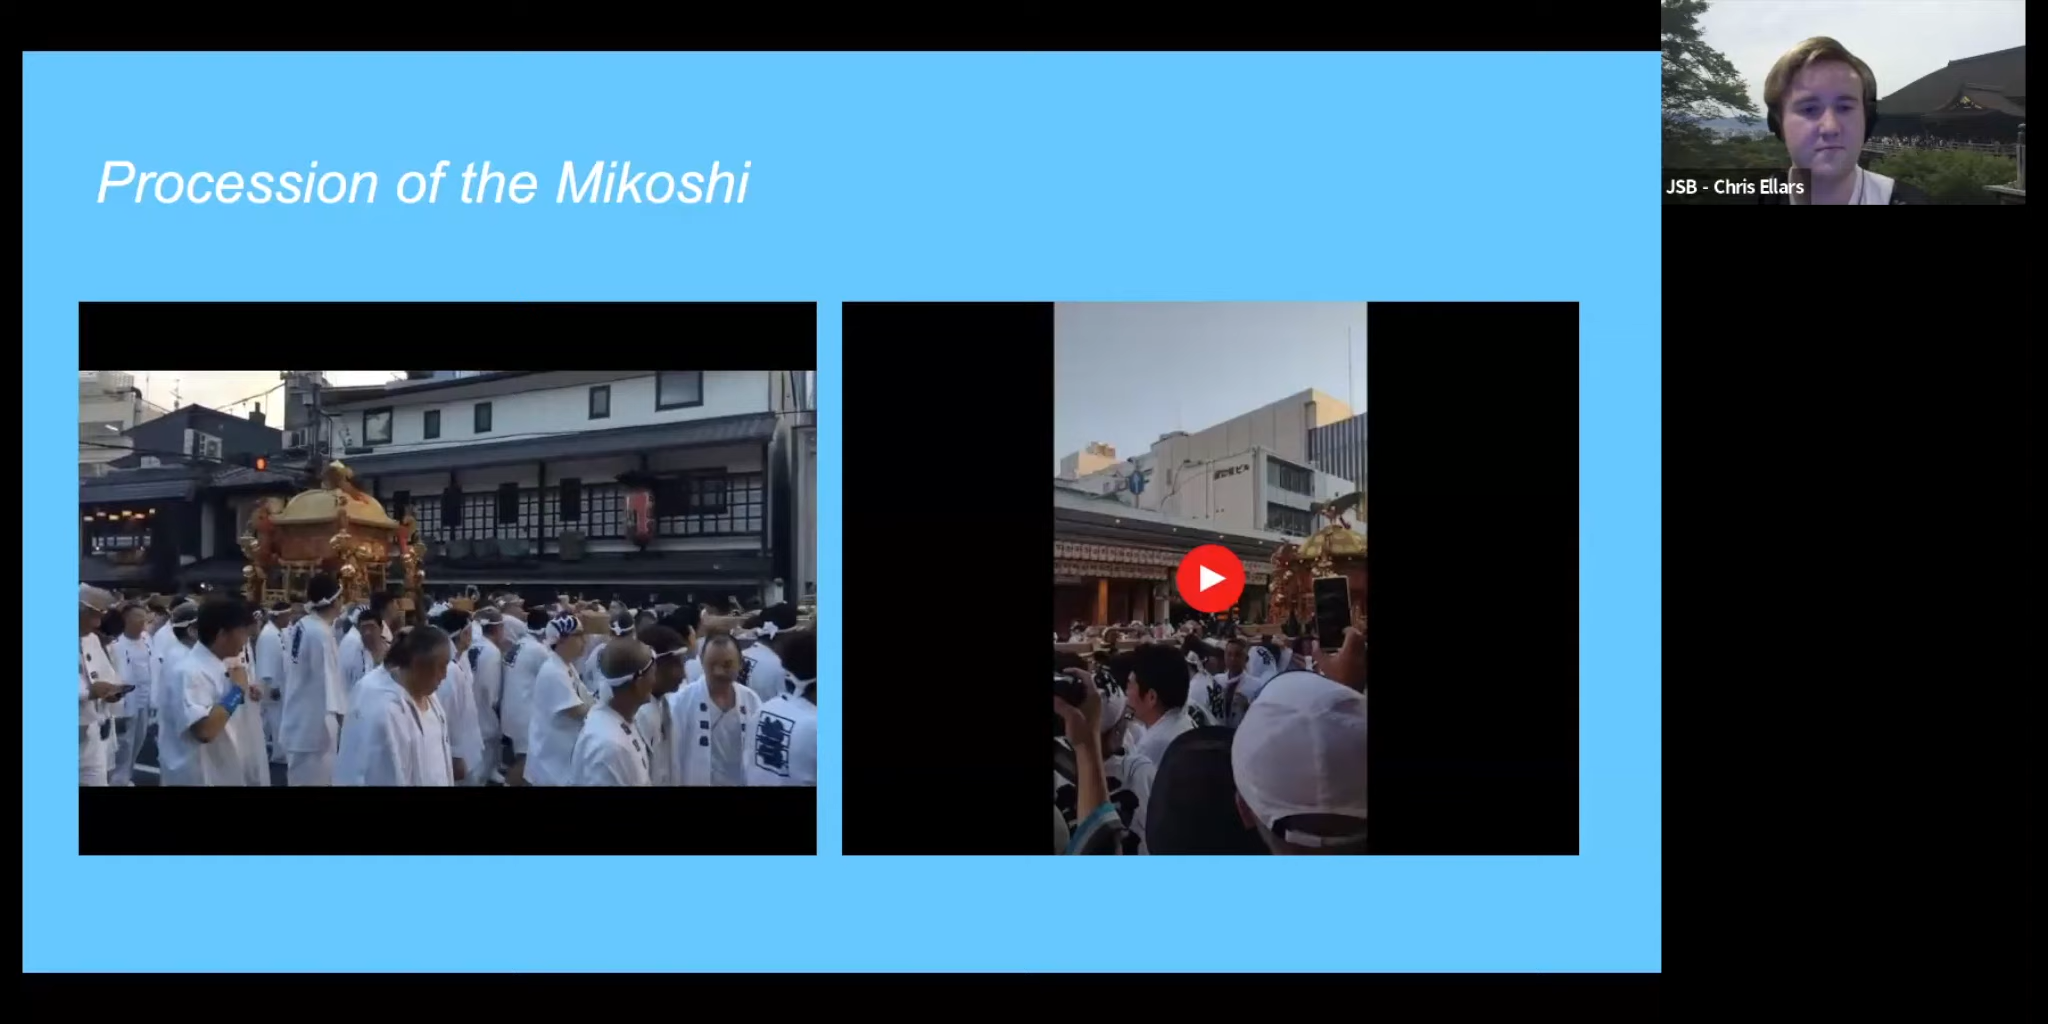 Procession of the Mikoshi
JSB - Chris Ellars